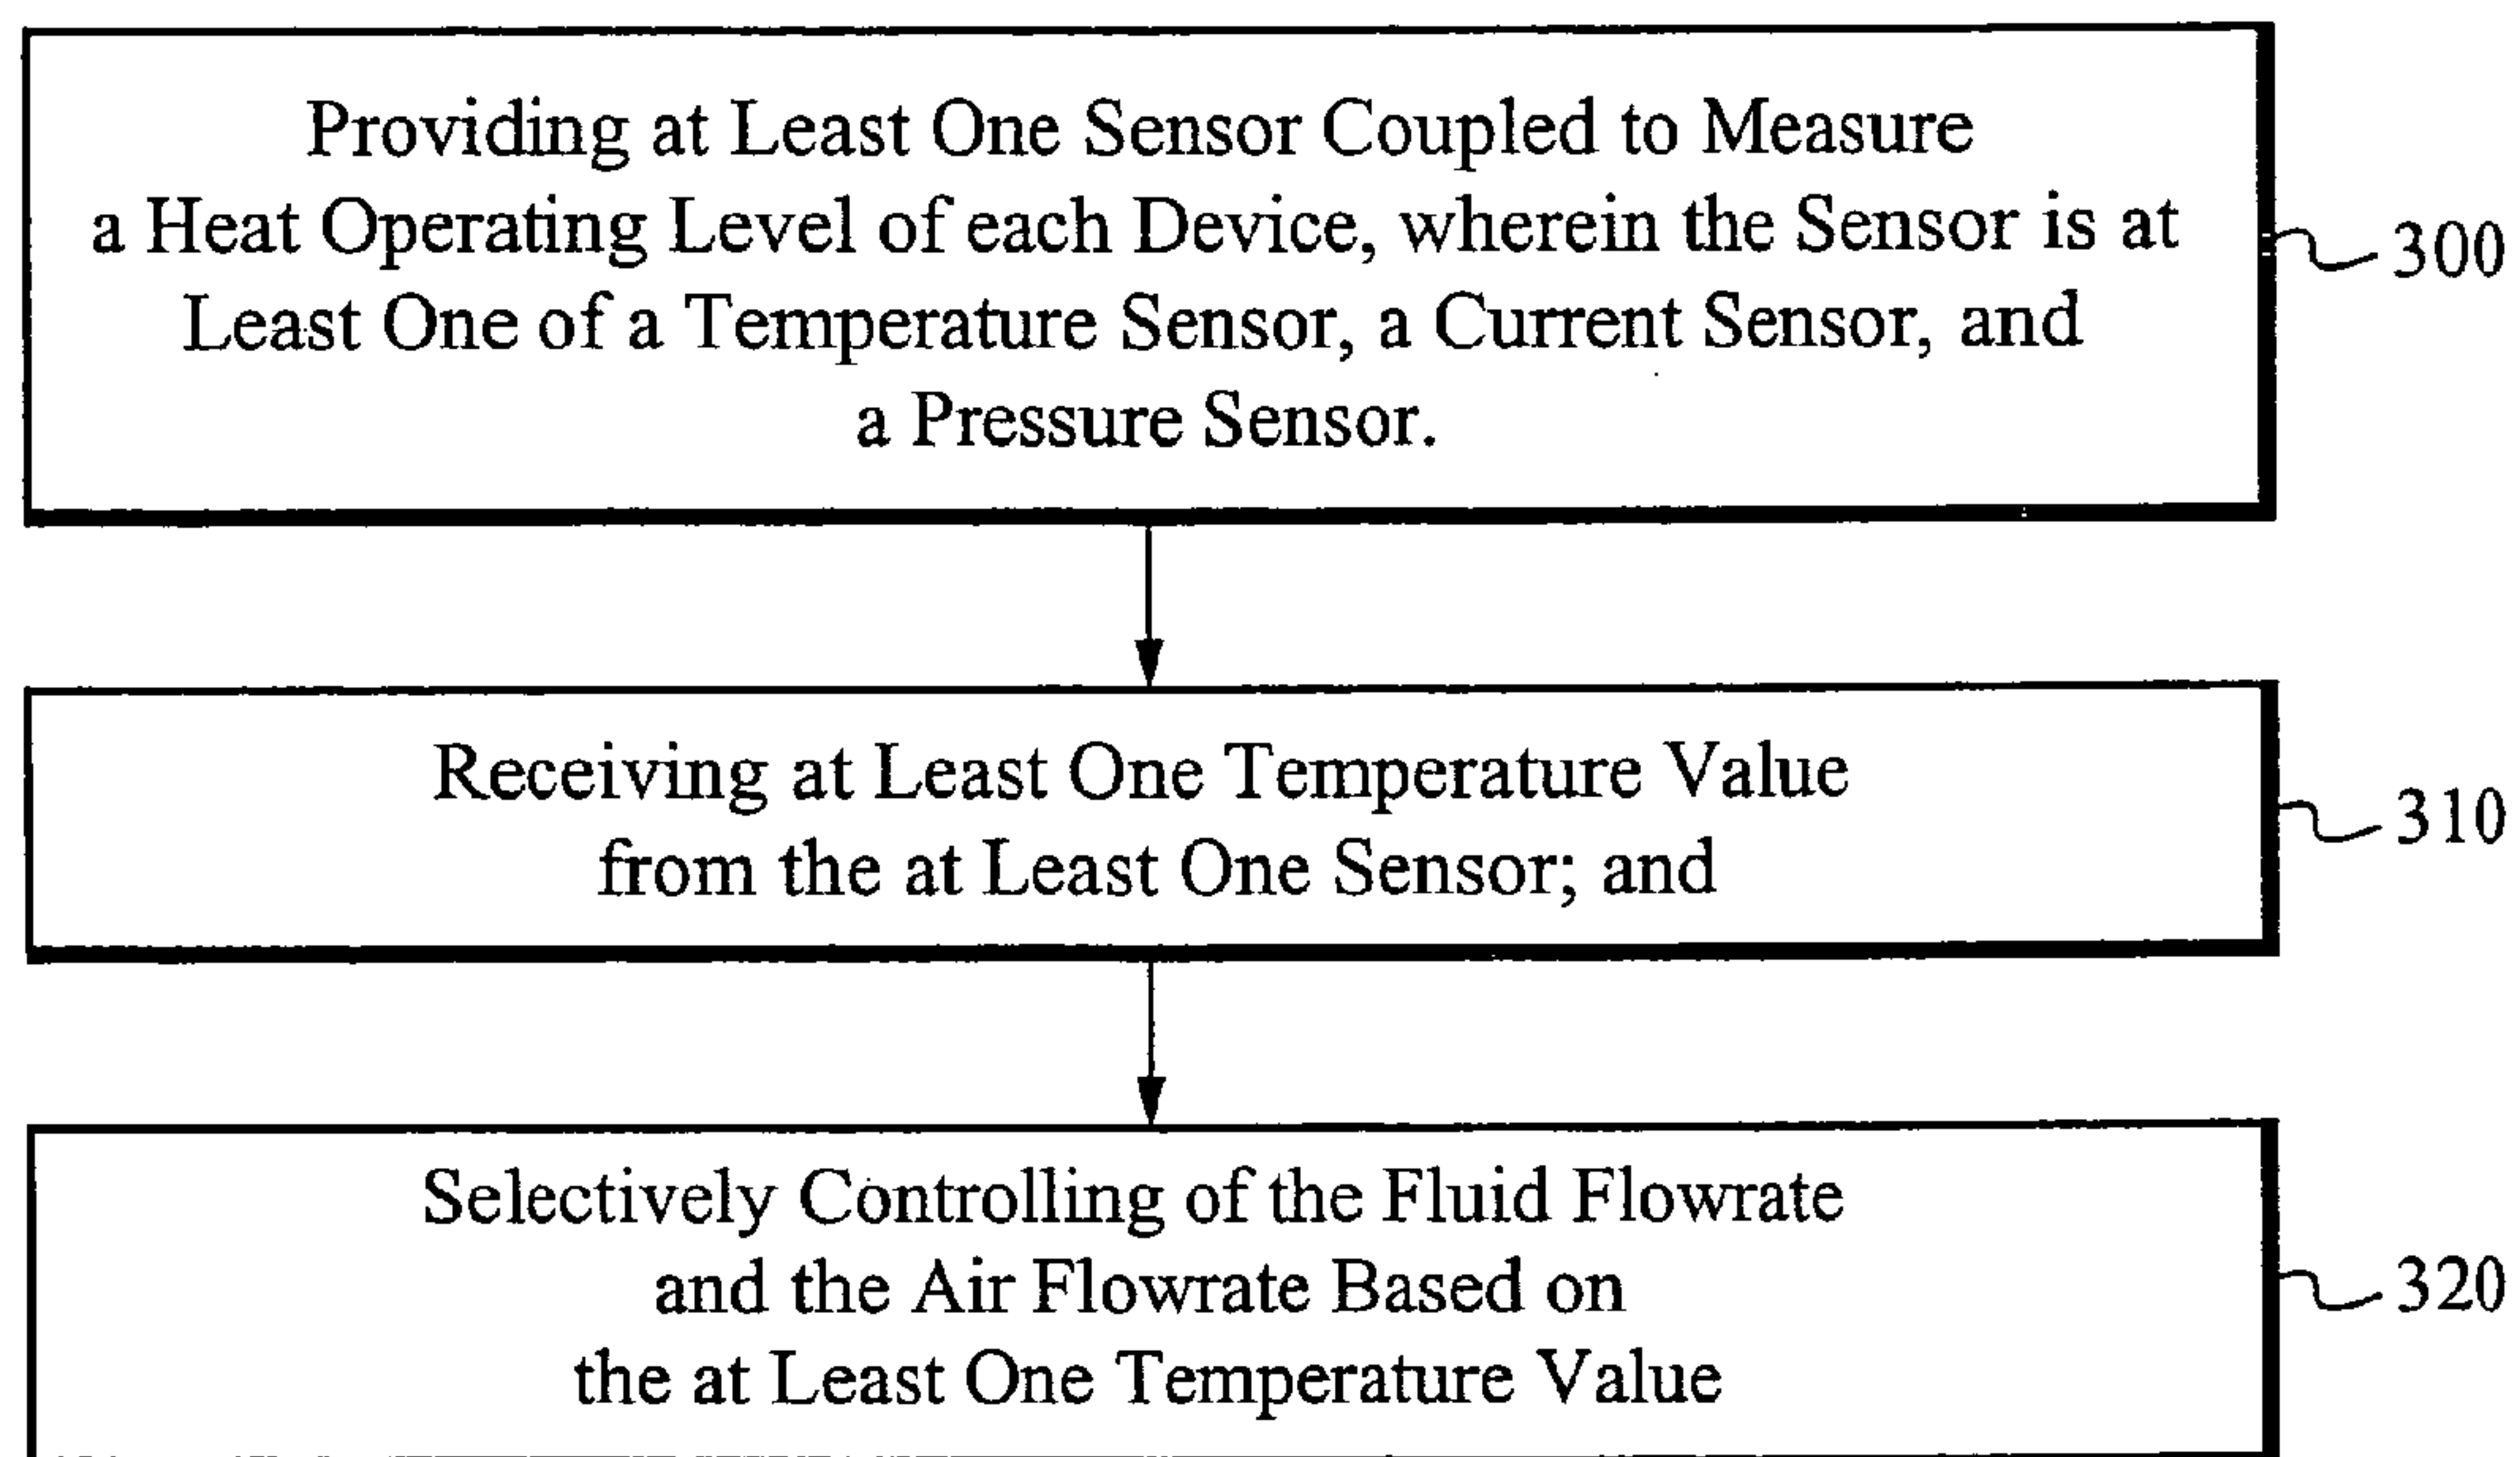 Providing at Least One Sensor Coupled to Measure
a Heat Operating Level of each Device, wherein the Sensor is at
Least One of a Temperature Sensor, a Current Sensor, and
a Pressure Sensor.
300
Receiving at Least One Temperature Value
from the at Least One Sensor; and
310
Selectively Controlling of the Fluid Flowrate
and the Air Flowrate Based on
the at Least One Temperature Value
320